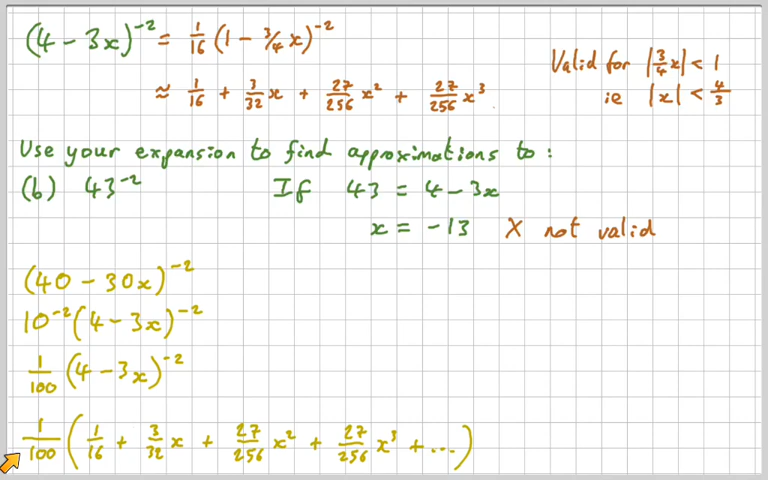 (4 – 3x)⁻² = 1/16 (1 – 3/4 x)⁻²
≈ 1/16 + 3/32 x + 27/256 x² + 27/256 x³
Valid for |3/4 x| < 1
ie |x| < 4/3
Use your expansion to find approximations to :
(b) 43⁻² If 43 = 4 – 3x
x = –13 X not valid
(40 – 30x)⁻²
10⁻² (4 – 3x)⁻²
1/100 (4 – 3x)⁻²
1/100 (1/16 + 3/32 x + 27/256 x² + 27/256 x³ + ...)